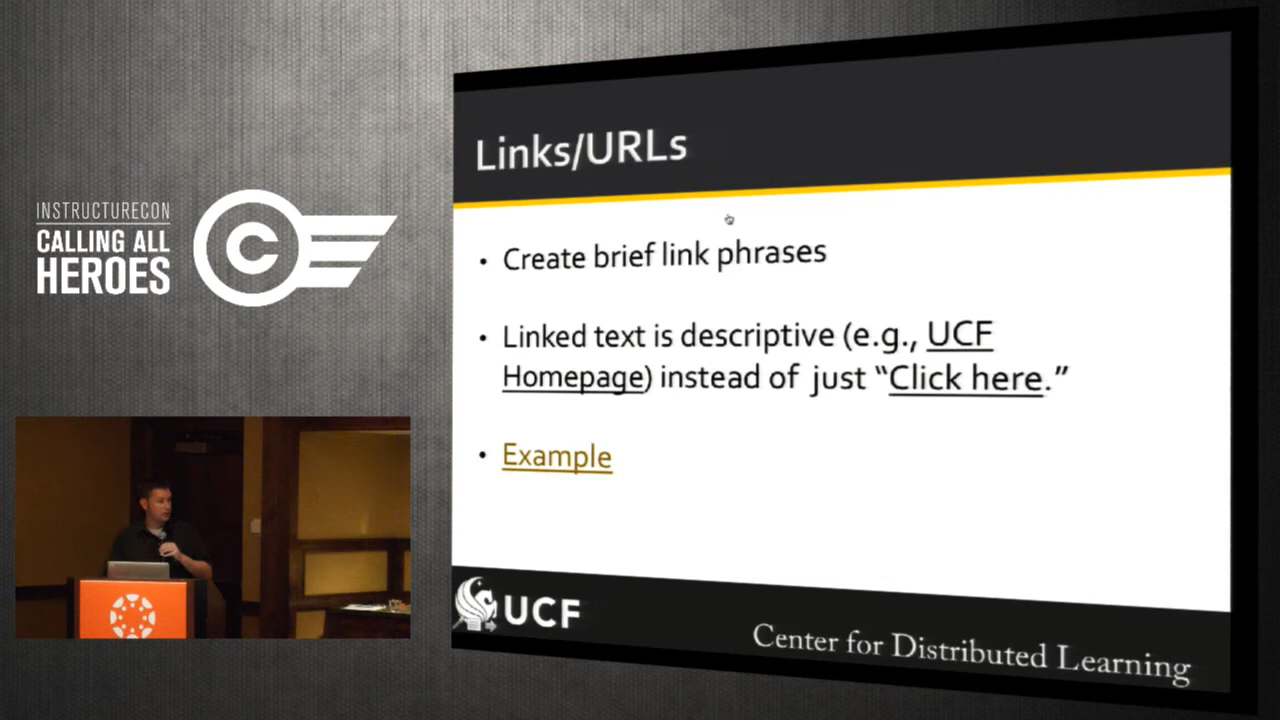 INSTRUCTURECON
CALLING ALL
HEROES
C
Links/URLs
• Create brief link phrases
• Linked text is descriptive (e.g., UCF
Homepage) instead of just “Click here.”
• Example
UCF
Center for Distributed Learning